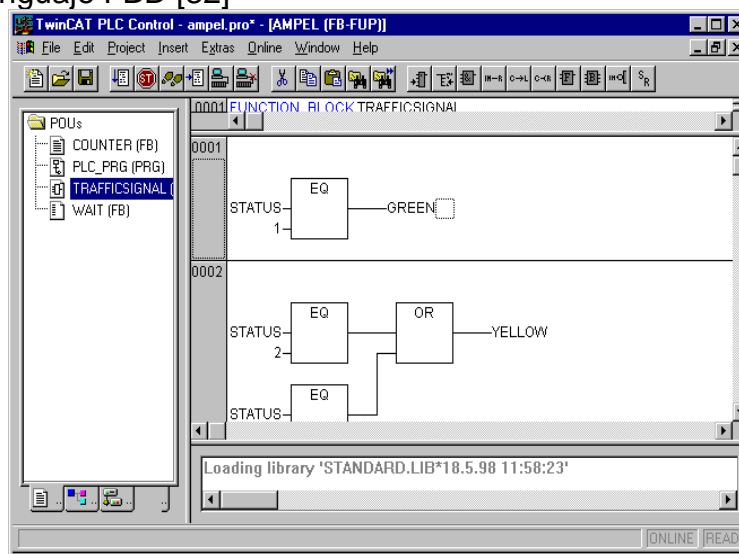 TwinCAT PLC Control - ampel.pro* - [AMPEL (FB-FUP)]
File Edit Project Insert Extras Online Window Help
POUs
COUNTER (FB)
PLC_PRG (PRG)
TRAFFICSIGNAL (
WAIT (FB)
0001 FUNCTION_BLOCK TRAFFICSIGNAL
0001
EQ
STATUS GREEN
1
0002
EQ OR
STATUS YELLOW
2
EQ
STATUS
Loading library 'STANDARD.LIB*18.5.98 11:58:23'
ONLINE READ